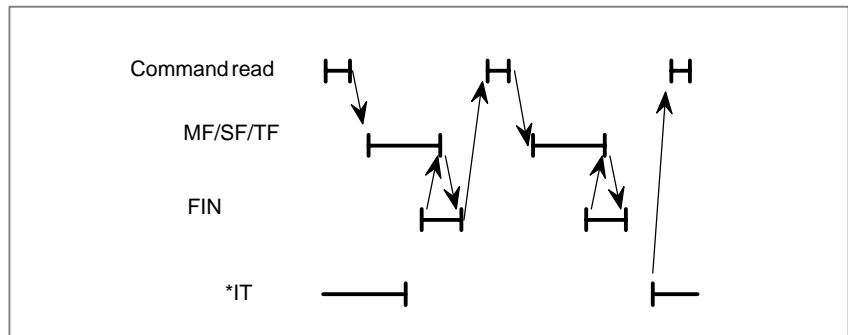 Command read
MF/SF/TF
FIN
*IT